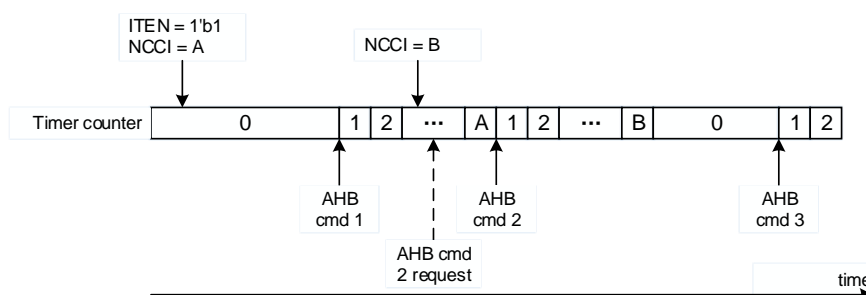 ITEN = 1'b1
NCCI = A
NCCI = B
Timer counter 0 1 2 ... A 1 2 ... B 0 1 2
AHB
cmd 1
AHB
cmd 2
AHB
cmd 3
AHB cmd
2 request
time